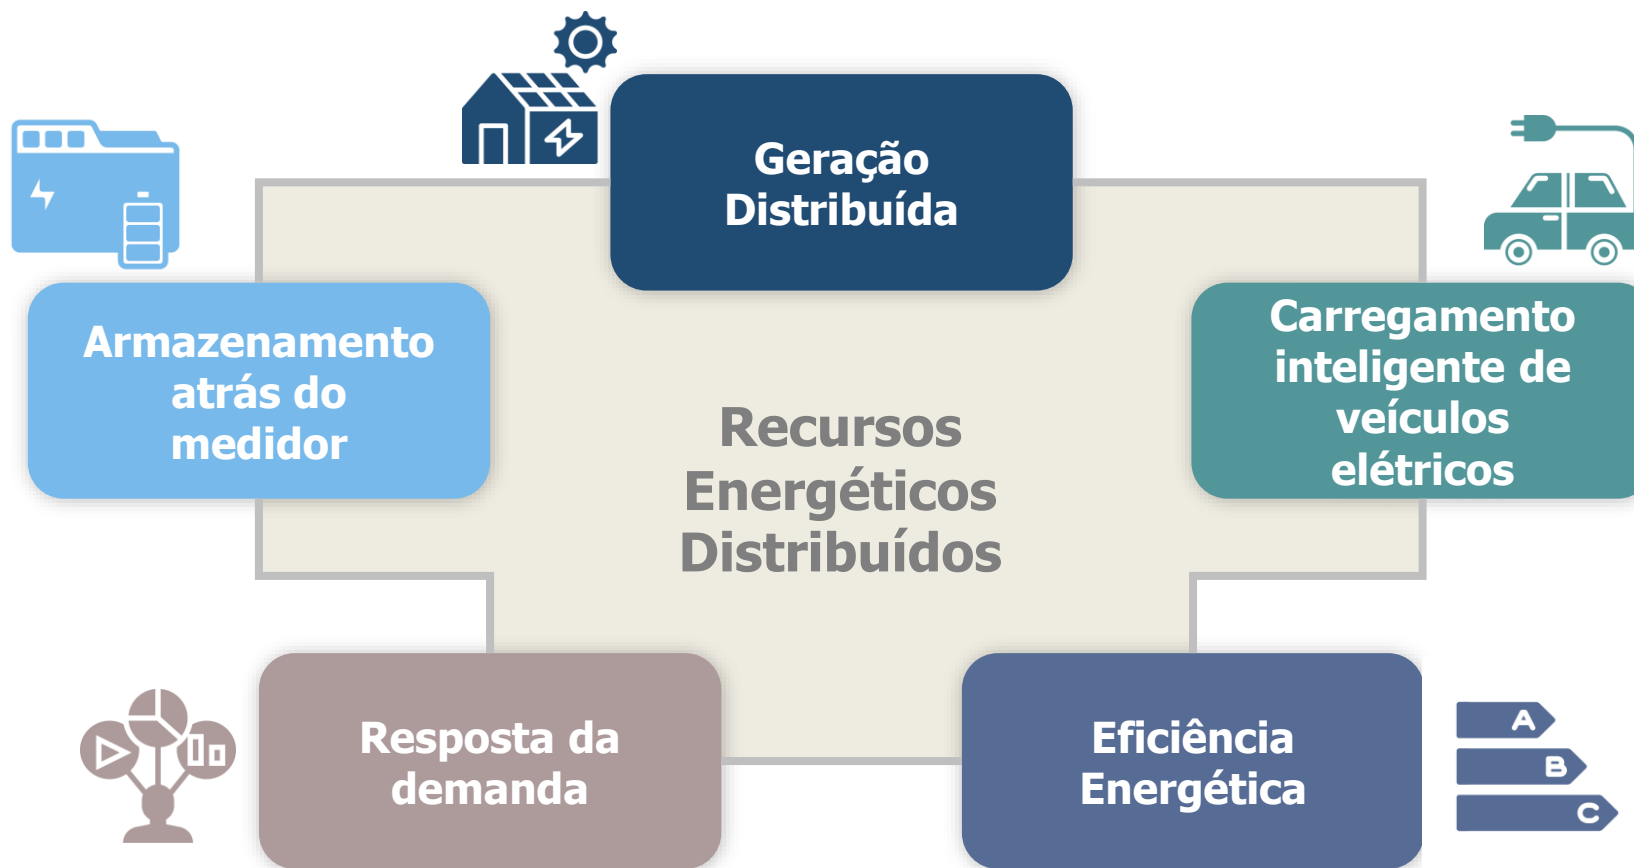 Geração
Distribuída
Armazenamento
atrás do
medidor
Carregamento
inteligente de
veículos
elétricos
Recursos
Energéticos
Distribuídos
Resposta da
demanda
Eficiência
Energética
A
B
C